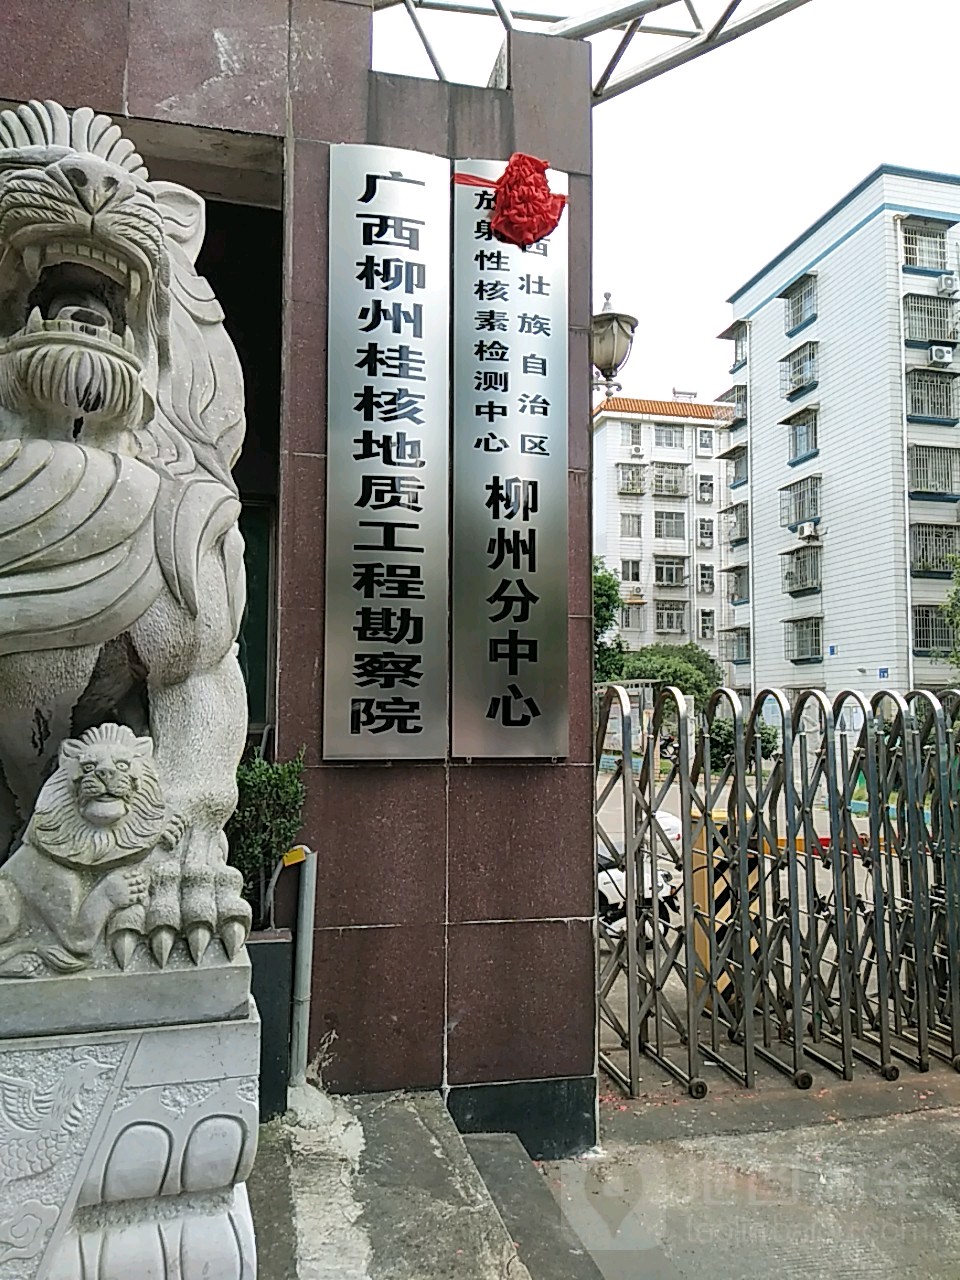 广西柳州桂核地质工程勘察院
西壮族自治区
放射性核素检测中心
柳州分中心